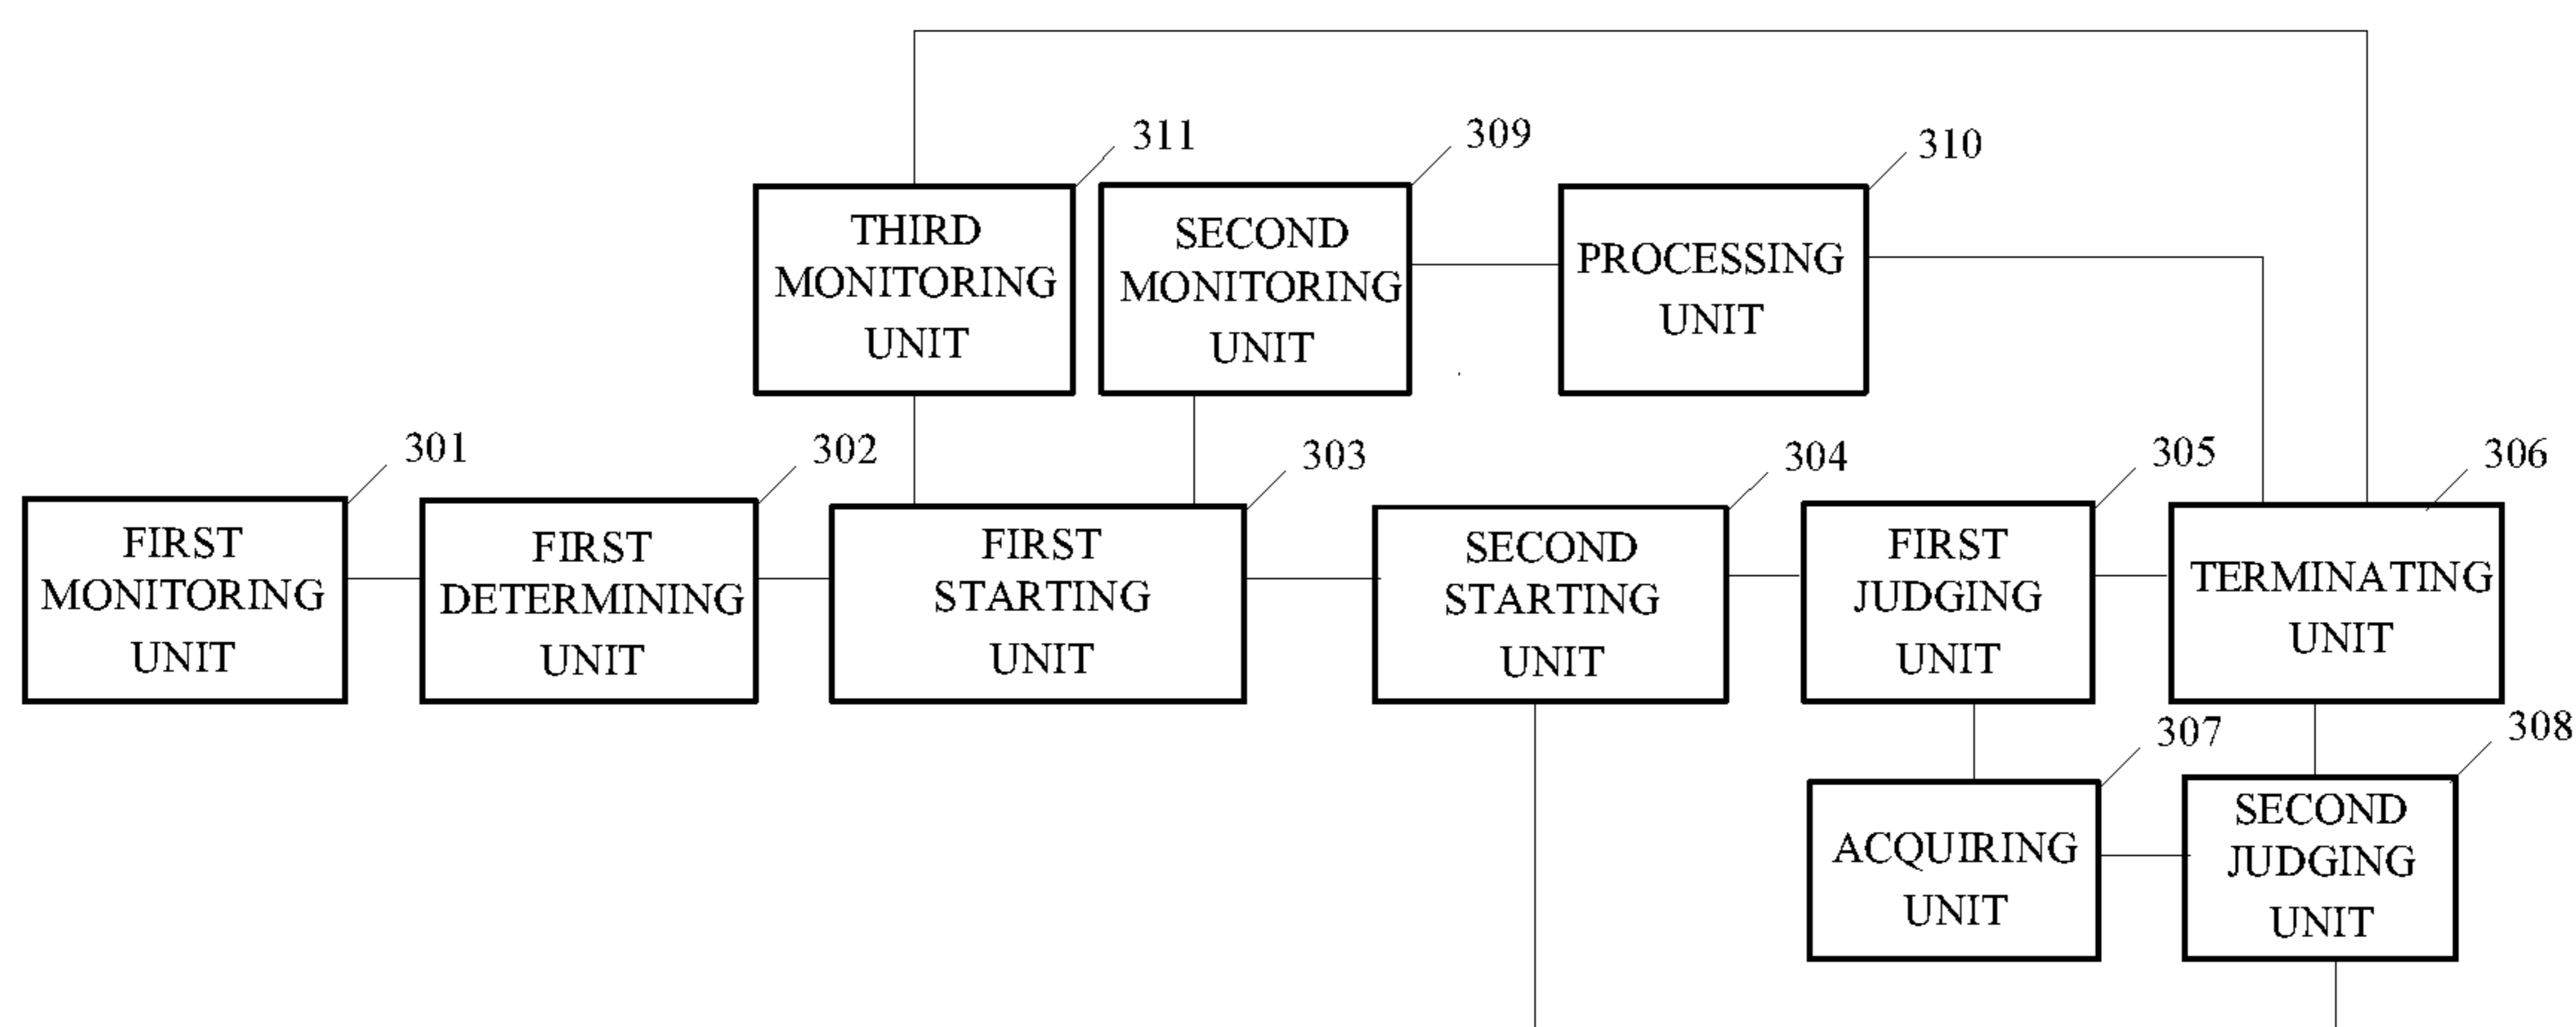 311
309
310
THIRD
MONITORING
UNIT
SECOND
MONITORING
UNIT
PROCESSING
UNIT
301
302
303
304
305
306
FIRST
MONITORING
UNIT
FIRST
DETERMINING
UNIT
FIRST
STARTING
UNIT
SECOND
STARTING
UNIT
FIRST
JUDGING
UNIT
TERMINATING
UNIT
307
308
ACQUIRING
UNIT
SECOND
JUDGING
UNIT